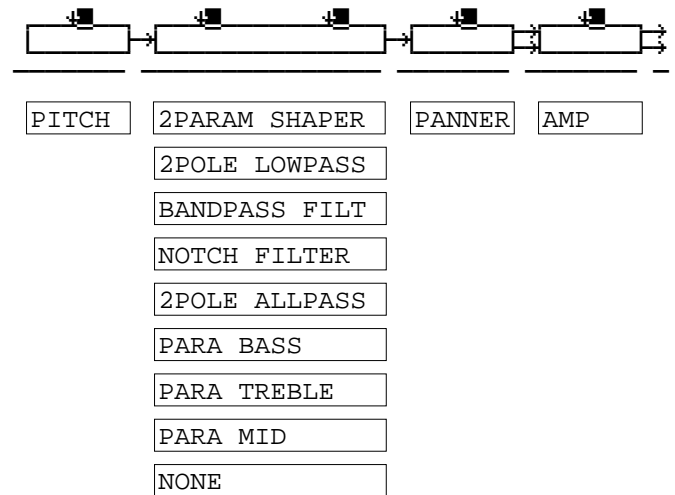 PITCH 2PARAM SHAPER PANNER AMP
2POLE LOWPASS
BANDPASS FILT
NOTCH FILTER
2POLE ALLPASS
PARA BASS
PARA TREBLE
PARA MID
NONE